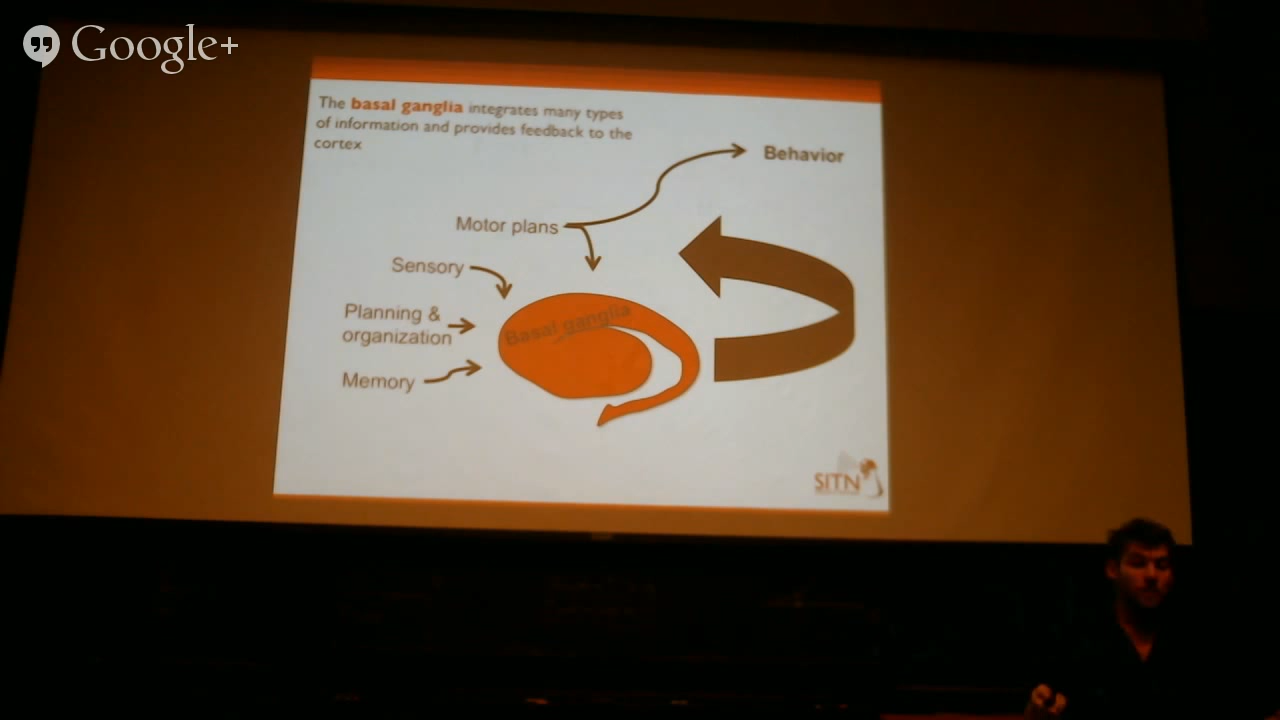 Google+
The basal ganglia integrates many types
of information and provides feedback to the
cortex
Behavior
Motor plans
Sensory
Planning &
organization
Memory
Basal ganglia
SITN